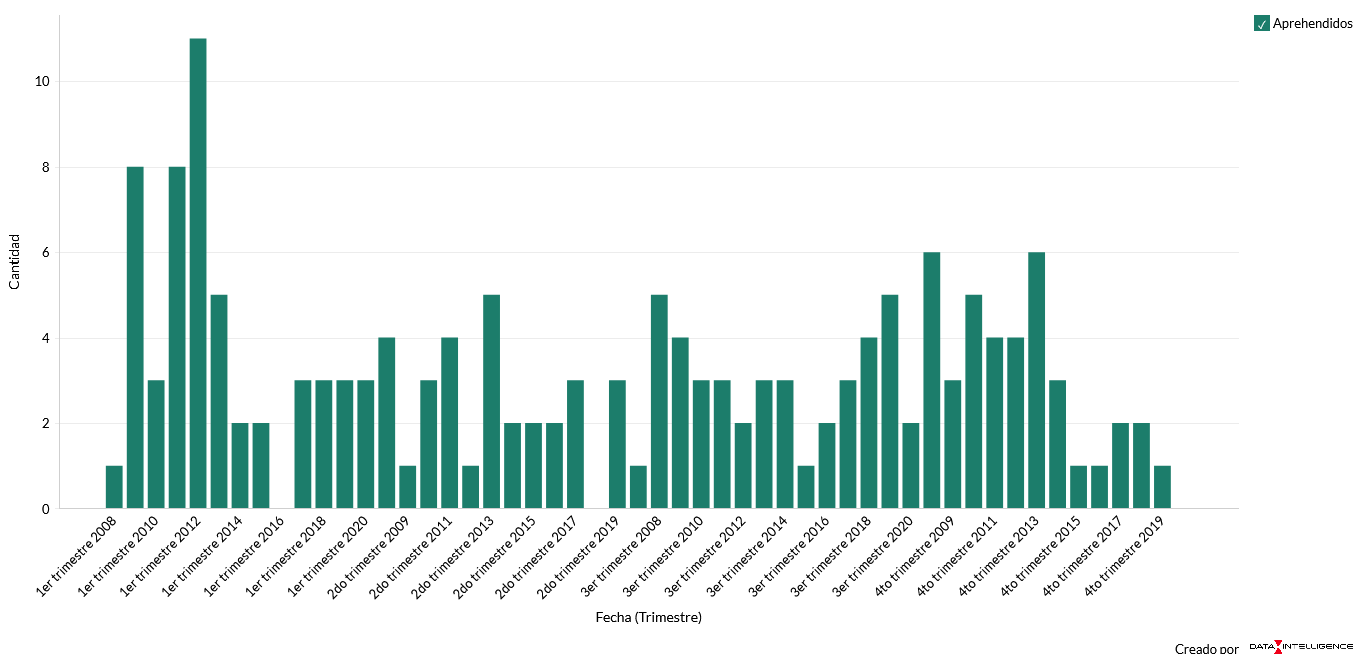 Aprehendidos
10
8
6
4
2
0
Cantidad
1er trimestre 2008
1er trimestre 2010
1er trimestre 2012
1er trimestre 2014
1er trimestre 2016
1er trimestre 2018
1er trimestre 2020
2do trimestre 2009
2do trimestre 2011
2do trimestre 2013
2do trimestre 2015
2do trimestre 2017
2do trimestre 2019
3er trimestre 2008
3er trimestre 2010
3er trimestre 2012
3er trimestre 2014
3er trimestre 2016
3er trimestre 2018
3er trimestre 2020
4to trimestre 2009
4to trimestre 2011
4to trimestre 2013
4to trimestre 2015
4to trimestre 2017
4to trimestre 2019
Fecha (Trimestre)
Creado por DATA INTELLIGENCE